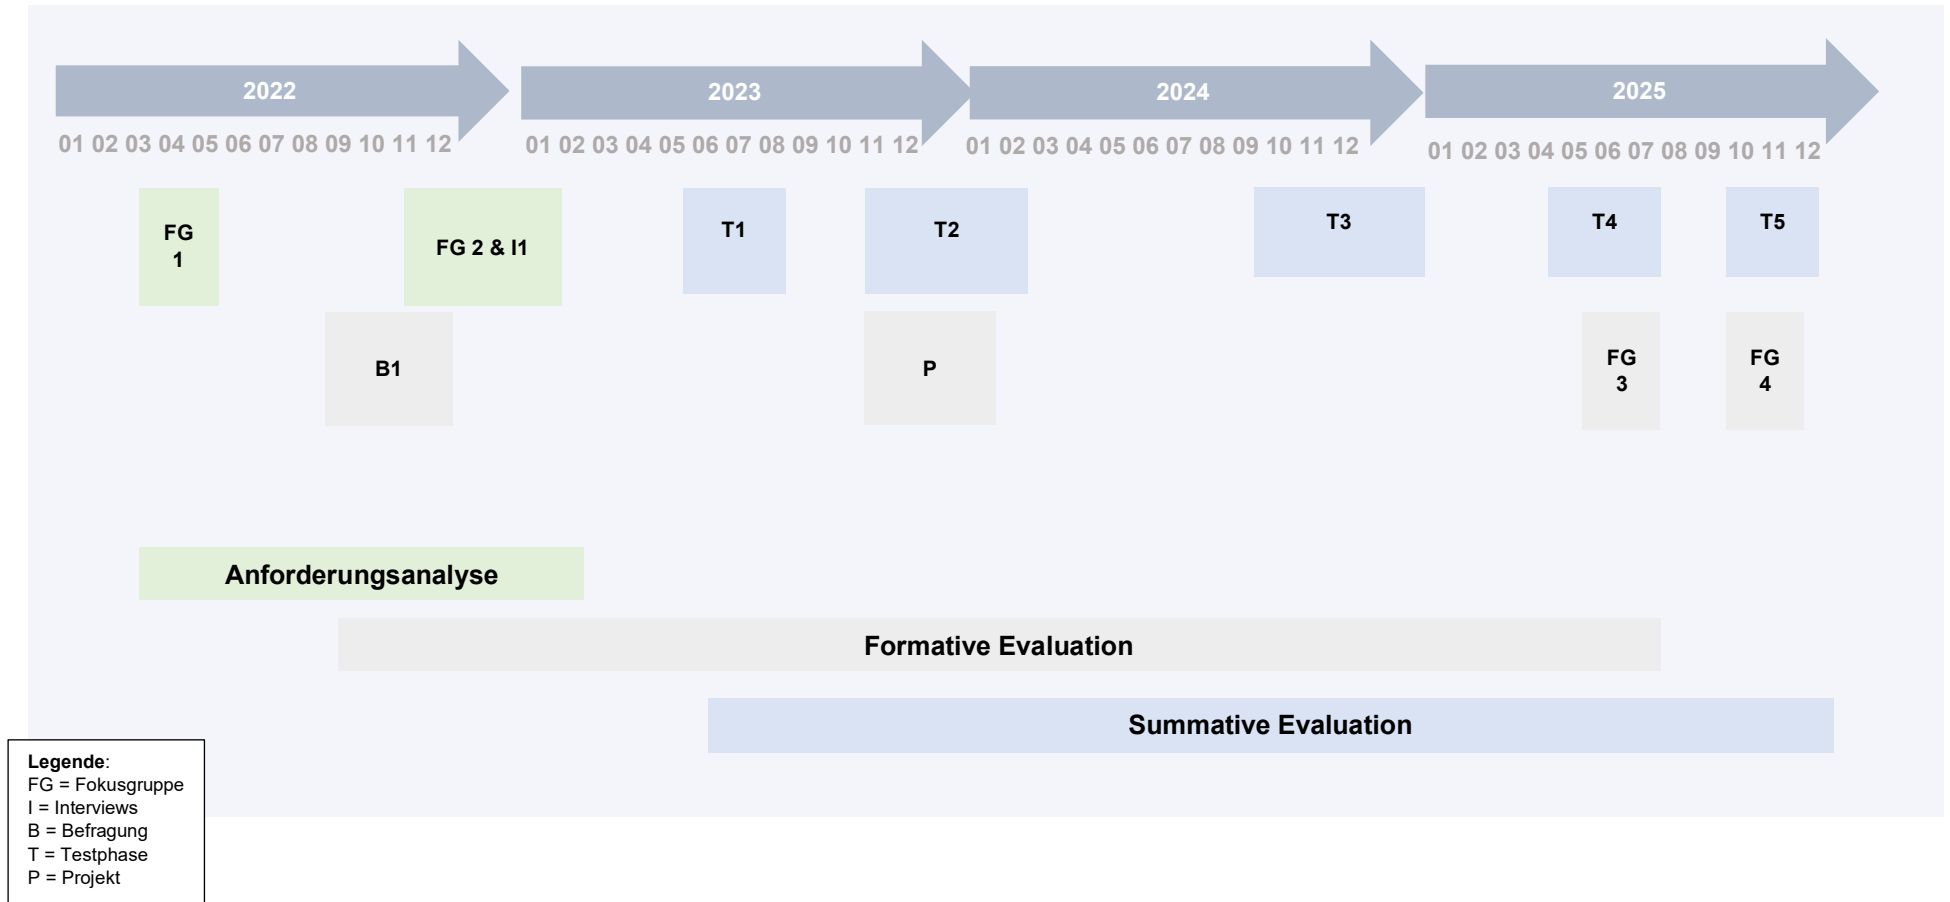 2022
2023
2024
2025
01 02 03 04 05 06 07 08 09 10 11 12
01 02 03 04 05 06 07 08 09 10 11 12
01 02 03 04 05 06 07 08 09 10 11 12
01 02 03 04 05 06 07 08 09 10 11 12
FG
1
FG 2 & I1
T1
T2
T3
T4
T5
B1
P
FG
3
FG
4
Anforderungsanalyse
Formative Evaluation
Summative Evaluation
Legende:
FG = Fokusgruppe
I = Interviews
B = Befragung
T = Testphase
P = Projekt